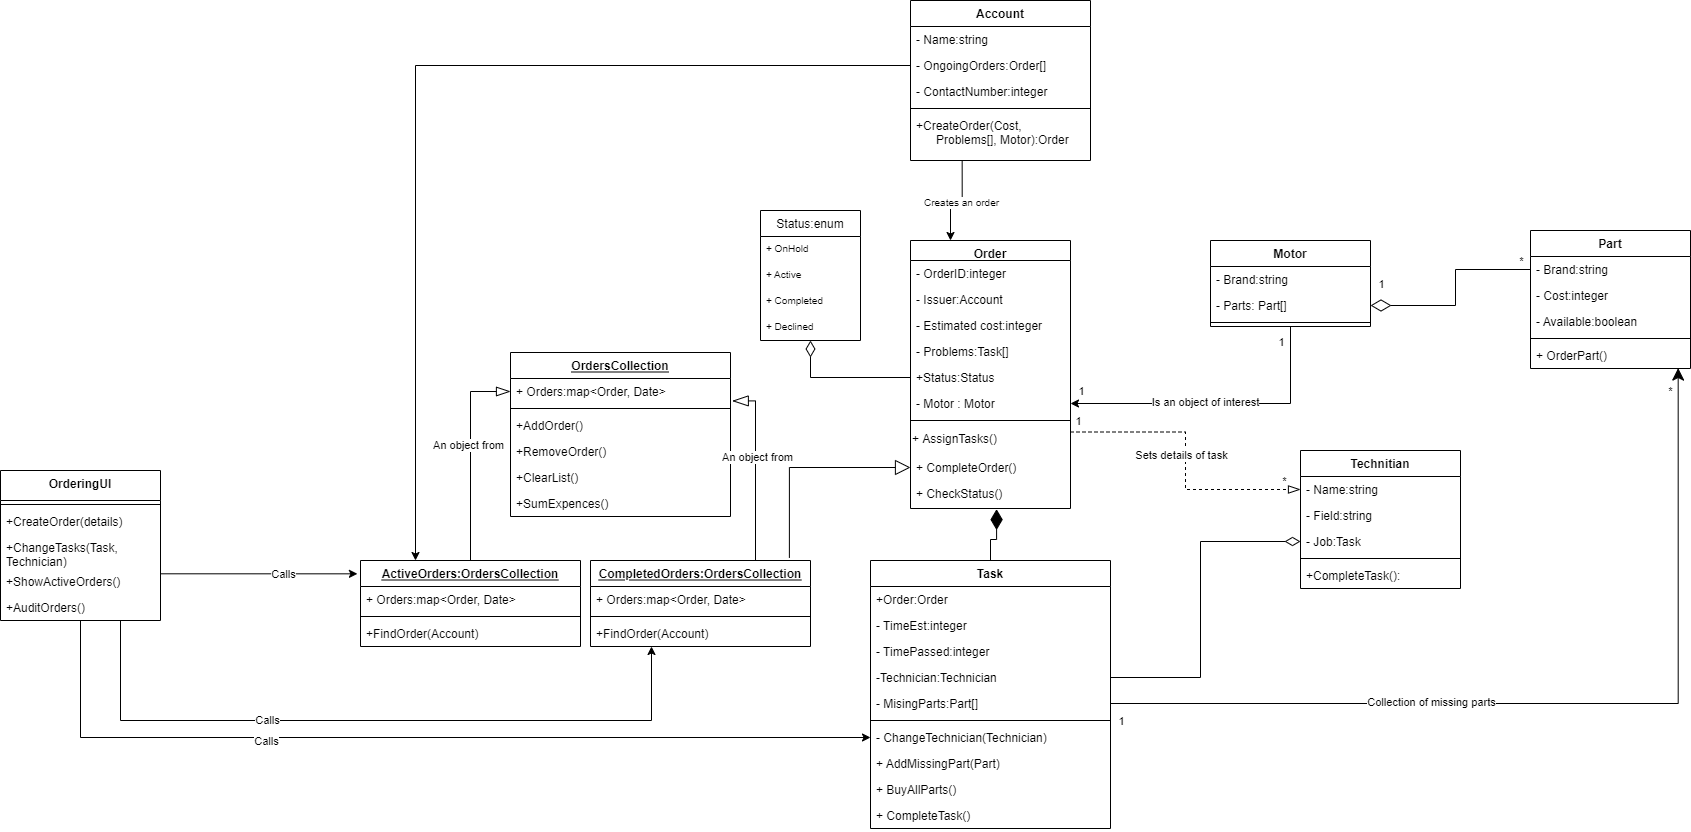 Account
- Name:string
- OngoingOrders:Order[]
- ContactNumber:integer
+CreateOrder(Cost,
Problems[], Motor):Order
Creates an order
Status:enum
+ OnHold
+ Active
+ Completed
+ Declined
Order
- OrderID:integer
- Issuer:Account
- Estimated cost:integer
- Problems:Task[]
+Status:Status
- Motor : Motor
+ AssignTasks()
+ CompleteOrder()
+ CheckStatus()
Motor
- Brand:string
- Parts: Part[]
1
*
1
1
Is an object of interest
Part
- Brand:string
- Cost:integer
- Available:boolean
+ OrderPart()
*
1
Sets details of task
*
Technitian
- Name:string
- Field:string
- Job:Task
+CompleteTask():
OrdersCollection
+ Orders:map<Order, Date>
+AddOrder()
+RemoveOrder()
+ClearList()
+SumExpences()
An object from
An object from
OrderingUI
+CreateOrder(details)
+ChangeTasks(Task,
Technician)
+ShowActiveOrders()
+AuditOrders()
Calls
ActiveOrders:OrdersCollection
+ Orders:map<Order, Date>
+FindOrder(Account)
CompletedOrders:OrdersCollection
+ Orders:map<Order, Date>
+FindOrder(Account)
Calls
Calls
Task
+Order:Order
- TimeEst:integer
- TimePassed:integer
-Technician:Technician
- MisingParts:Part[]
- ChangeTechnician(Technician)
+ AddMissingPart(Part)
+ BuyAllParts()
+ CompleteTask()
Collection of missing parts
1